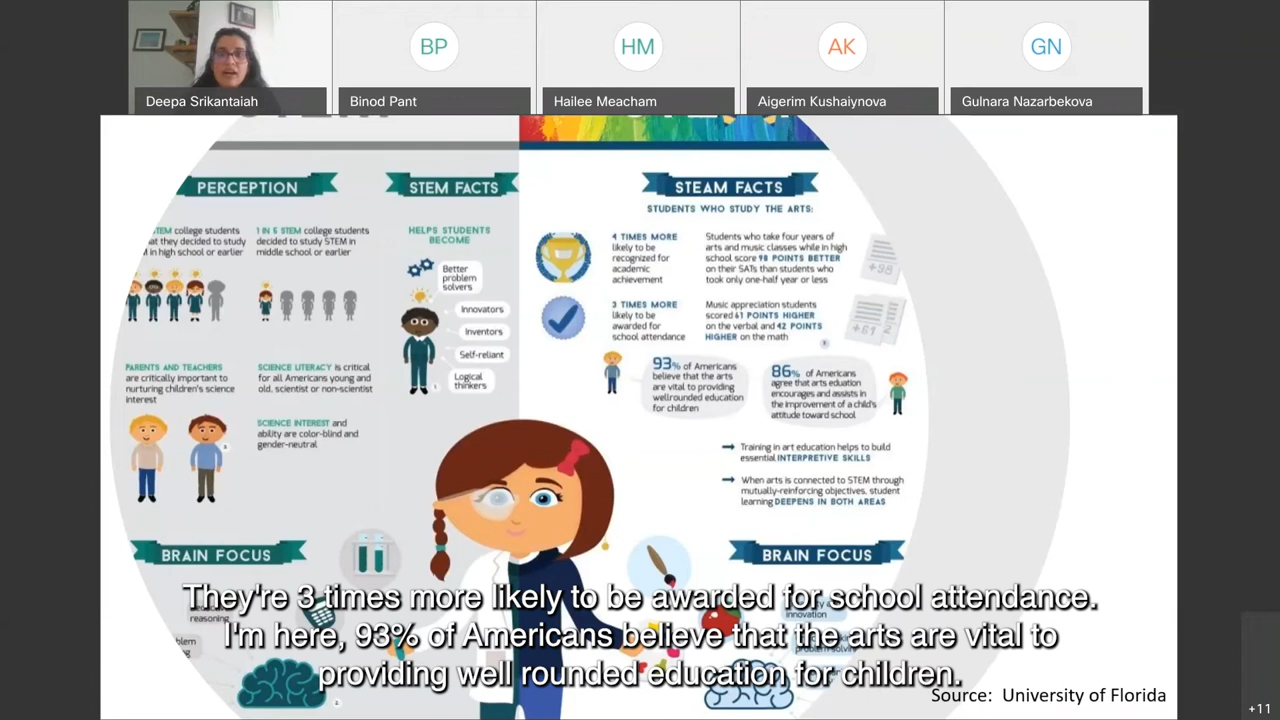 BP
HM
AK
GN
Deepa Srikantaiah
Binod Pant
Hailee Meacham
Aigerim Kushaiynova
Gulnara Nazarbekova
PERCEPTION
STEM college students
at they decided to study
in high school or earlier
1 IN 5 STEM college students
decided to study STEM in
middle school or earlier
PARENTS AND TEACHERS
are critically important to
nurturing children's science
interest
SCIENCE LITERACY is critical
for all Americans young and
old, scientist or non-scientist
SCIENCE INTEREST and
ability are color-blind and
gender-neutral
STEM FACTS
HELPS STUDENTS
BECOME
Better
problem
solvers
Innovators
Inventors
Self-reliant
Logical
thinkers
STEAM FACTS
STUDENTS WHO STUDY THE ARTS:
4 TIMES MORE
likely to be
recognized for
academic
achievement
Students who take four years of
arts and music classes while in high
school score 98 POINTS BETTER
on their SATs than students who
took only one-half year or less
+98
3 TIMES MORE
likely to be
awarded for
school attendance
Music appreciation students
scored 61 POINTS HIGHER
on the verbal and 42 POINTS
HIGHER on the math
+61
93% of Americans
believe that the arts
are vital to providing
wellrounded education
for children
86% of Americans
agree that arts eduation
encourages and assists in
the improvement of a child's
attitude toward school
Training in art education helps to build
essential INTERPRETIVE SKILLS
When arts is connected to STEM through
mutually-reinforcing objectives, student
learning DEEPENS IN BOTH AREAS
BRAIN FOCUS
reasoning
BRAIN FOCUS
innovation
They're 3 times more likely to be awarded for school attendance.
I'm here, 93% of Americans believe that the arts are vital to
providing well rounded education for children.
Source: University of Florida
+11